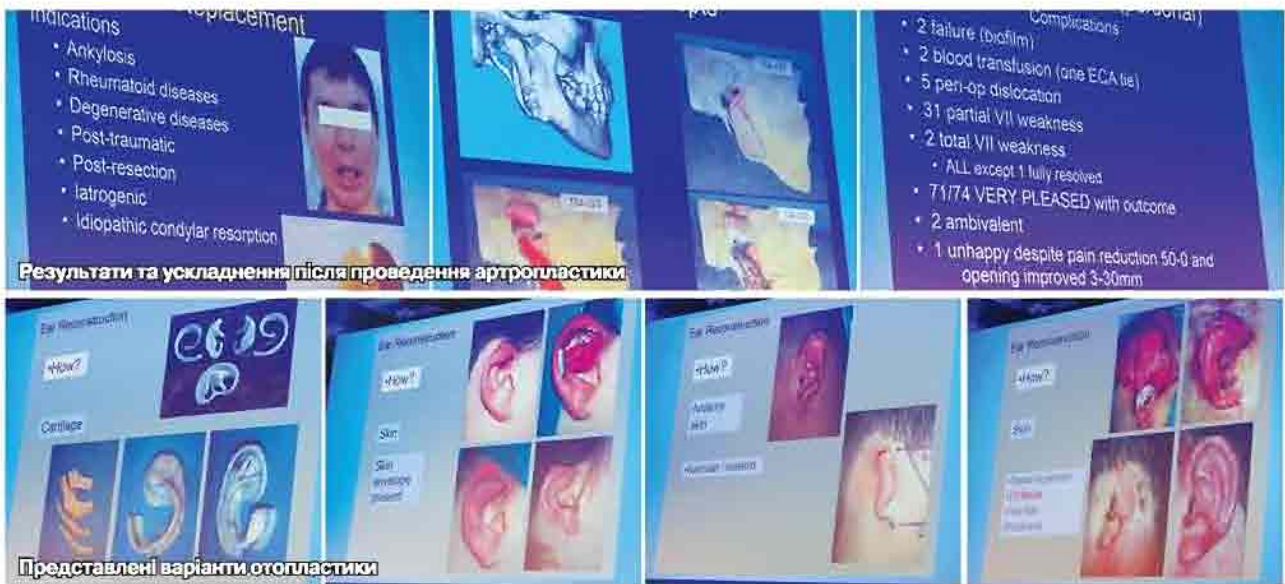 Replacement
Indications
• Ankylosis
• Rheumatoid diseases
• Degenerative diseases
• Post-traumatic
• Post-resection
• Iatrogenic
• Idiopathic condylar resorption
Complications
• 2 failure (biofilm)
• 2 blood transfusion (one ECA tie)
• 5 peri-op dislocation
• 31 partial VII weakness
• 2 total VII weakness
• ALL except 1 fully resolved
• 71/74 VERY PLEASED with outcome
• 2 ambivalent
• 1 unhappy despite pain reduction 50-0 and
opening improved 3-30mm
Результати та ускладнення після проведення артропластики
Ear Reconstruction
•How?
Cartilage
Ear Reconstruction
•How?
Skin
Skin
envelope
present
Ear Reconstruction
•How?
skin
Ear Reconstruction
•How?
Skin
Представлені варіанти отопластики